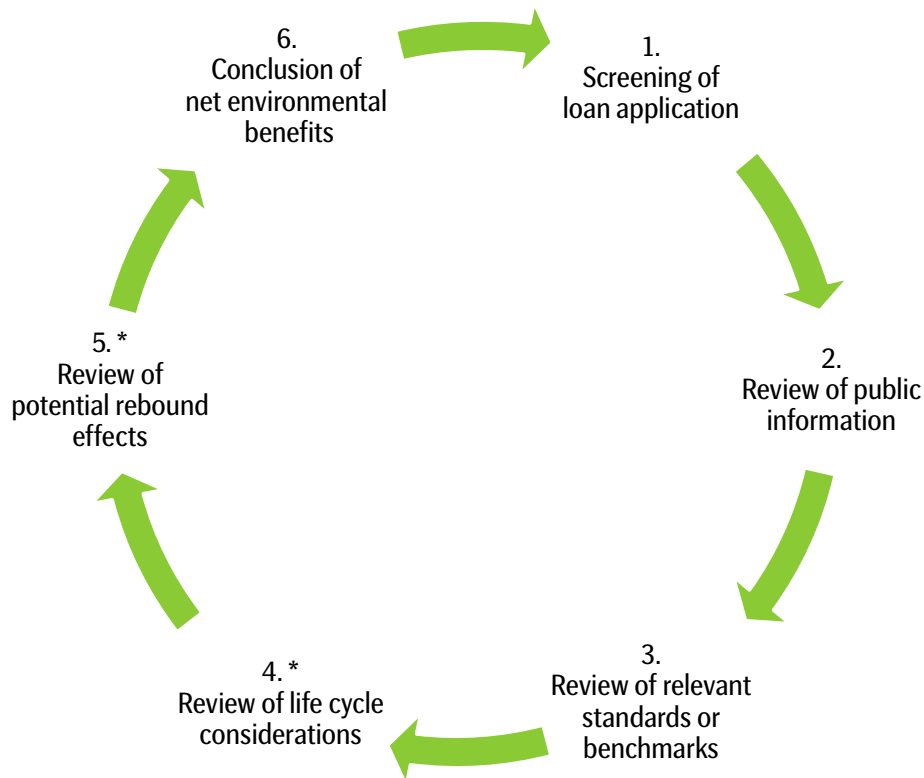 1.
Screening of
loan application
2.
Review of public
information
3.
Review of relevant
standards or
benchmarks
4. *
Review of life cycle
considerations
5. *
Review of
potential rebound
effects
6.
Conclusion of
net environmental
benefits